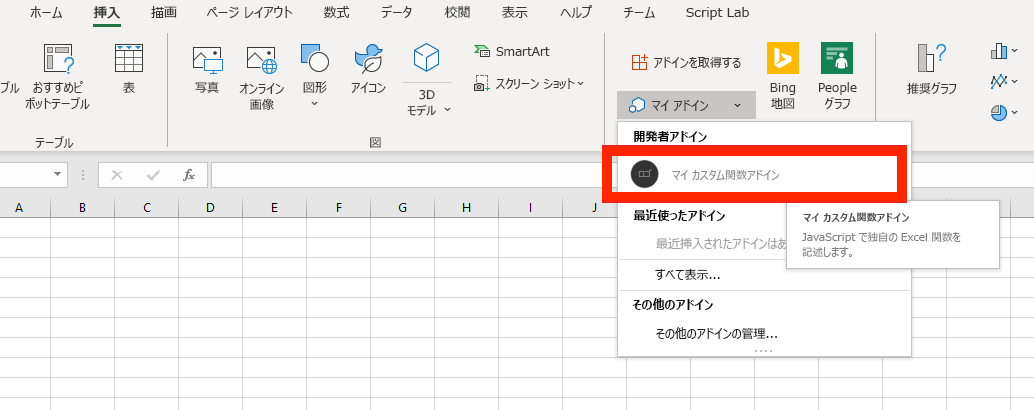 ホーム 挿入 描画 ページ レイアウト 数式 データ 校閲 表示 ヘルプ チーム Script Lab
ブル
おすすめピ
ボットテーブル
表
テーブル
写真
オンライン
画像
図形
アイコン
3D
モデル
SmartArt
スクリーン ショット
図
アドインを取得する
マイ アドイン
Bing
地図
People
グラフ
推奨グラフ
開発者アドイン
マイ カスタム関数アドイン
最近使ったアドイン
最近挿入されたアドインはあ
すべて表示...
その他のアドイン
その他のアドインの管理...
マイ カスタム関数アドイン
JavaScript で独自の Excel 関数を
記述します。
fx
A B C D E F G H I J